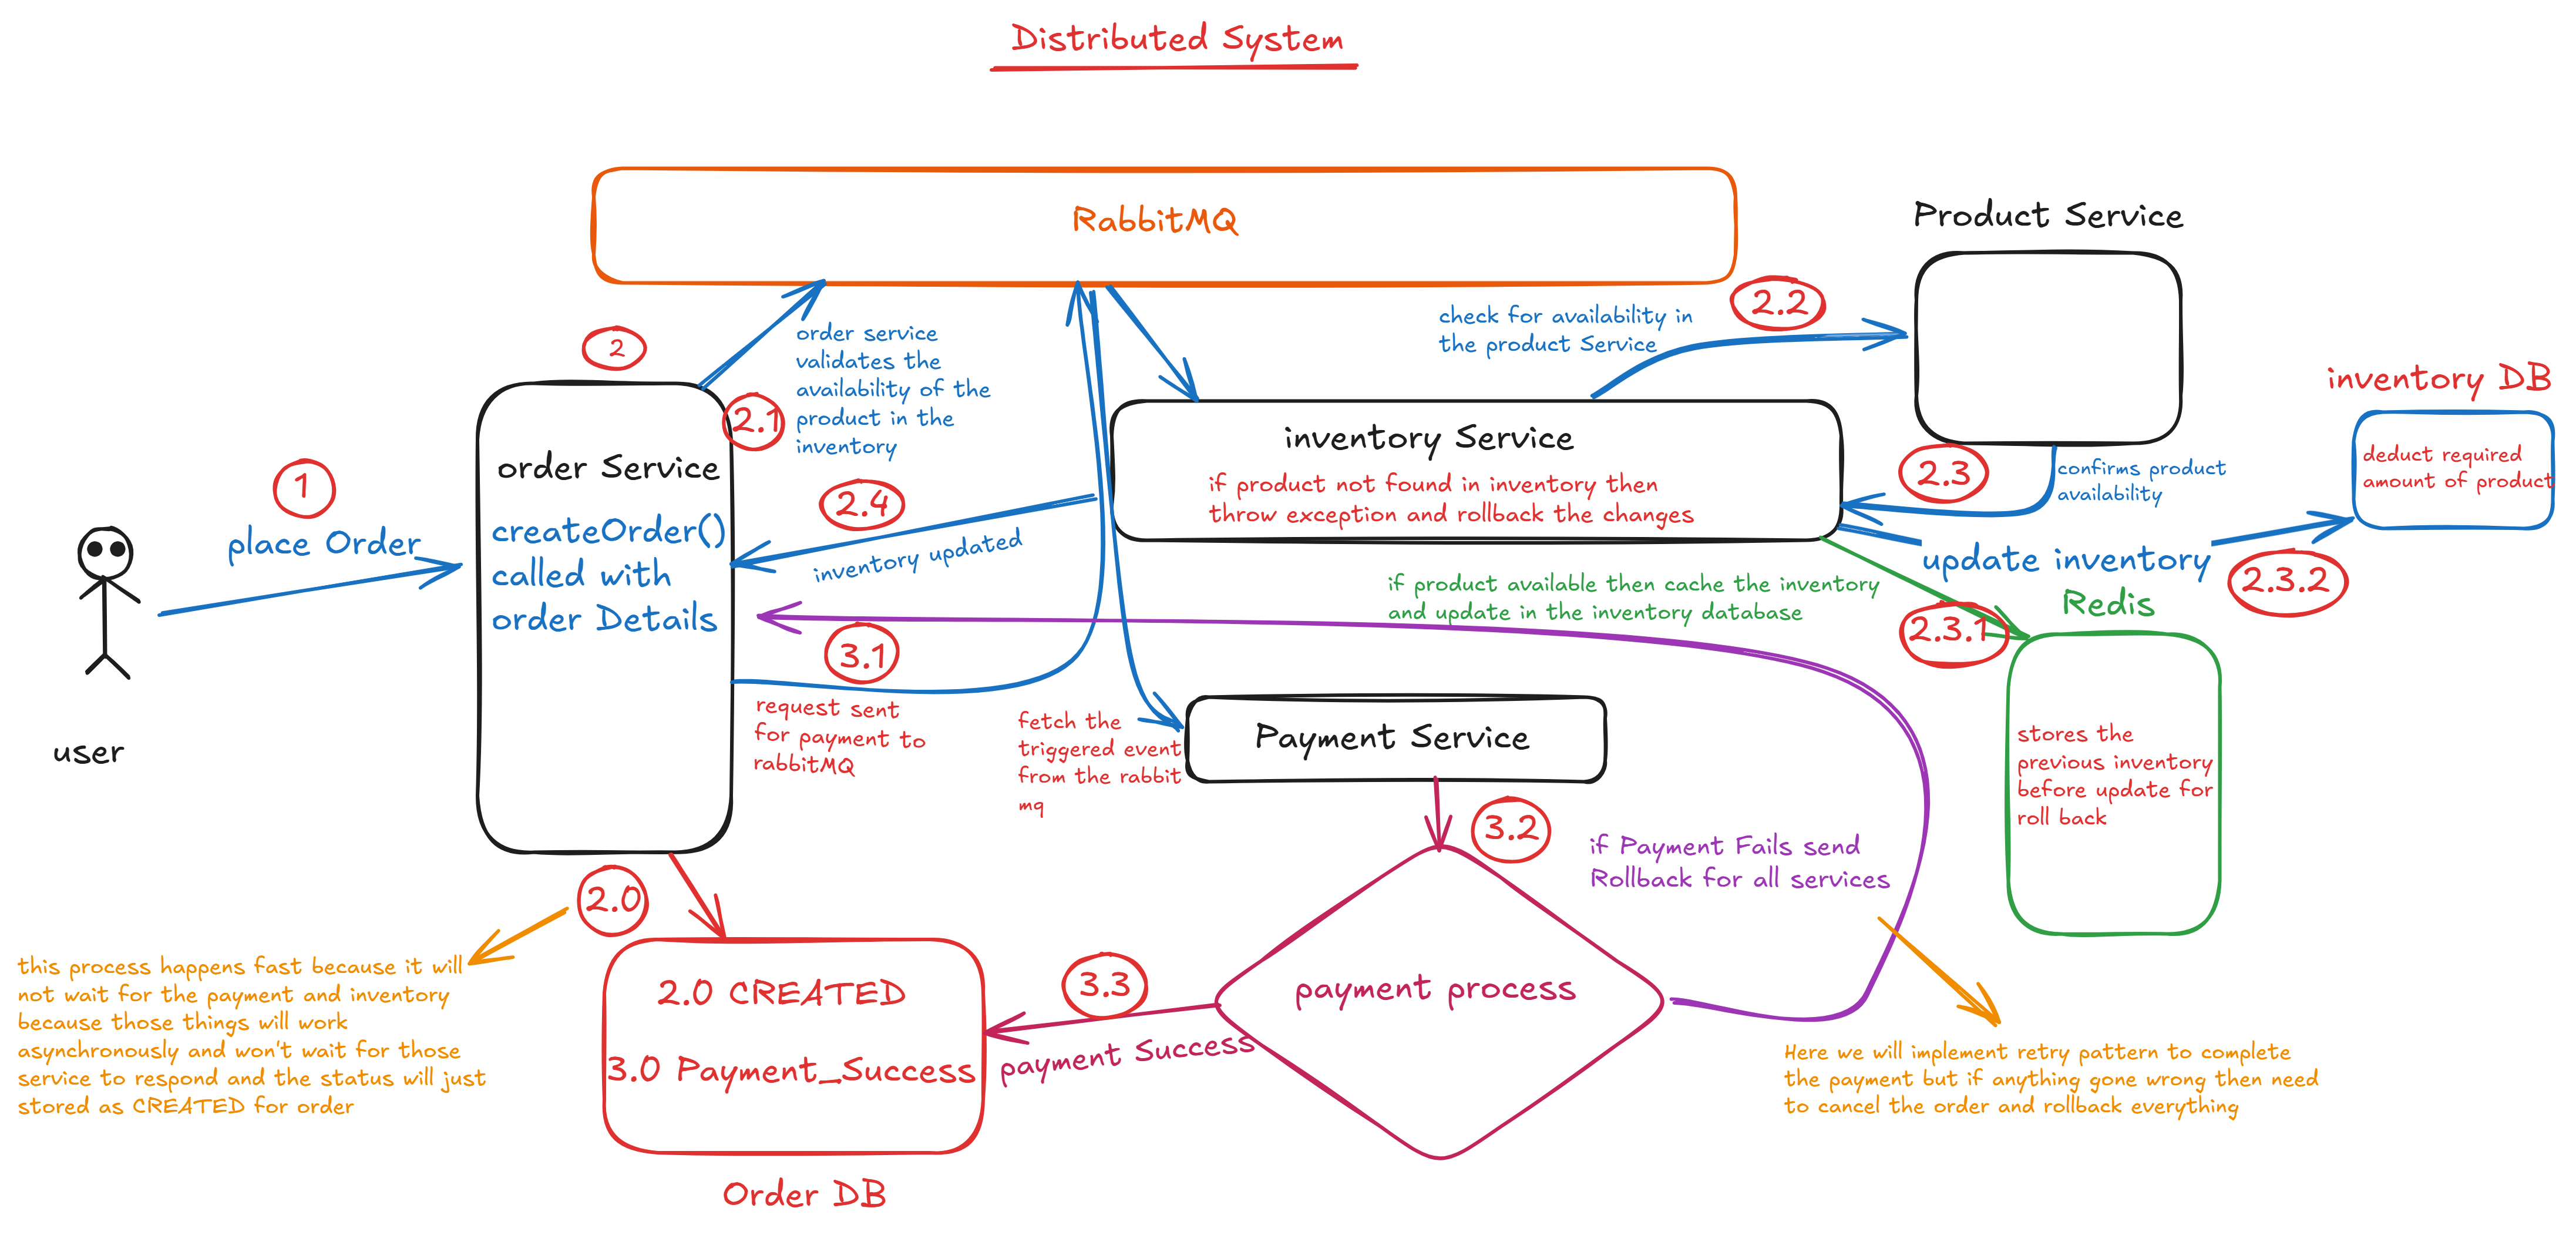 Distributed System
RabbitMQ
Product Service
2.2
check for availability in
the product Service
2
order service
validates the
availability of the
product in the
inventory
2.1
inventory DB
deduct required
amount of product
inventory Service
if product not found in inventory then
throw exception and rollback the changes
2.3
confirms product
availability
order Service
createOrder()
called with
order Details
1
place Order
2.4
inventory updated
update inventory
2.3.2
if product available then cache the inventory
and update in the inventory database
Redis
2.3.1
3.1
request sent
for payment to
rabbitMQ
fetch the
triggered event
from the rabbit
mq
Payment Service
user
stores the
previous inventory
before update for
roll back
3.2
if Payment Fails send
Rollback for all services
2.0
this process happens fast because it will
not wait for the payment and inventory
because those things will work
asynchronously and won't wait for those
service to respond and the status will just
stored as CREATED for order
2.0 CREATED
3.0 Payment_Success
3.3
payment Success
payment process
Here we will implement retry pattern to complete
the payment but if anything gone wrong then need
to cancel the order and rollback everything
Order DB